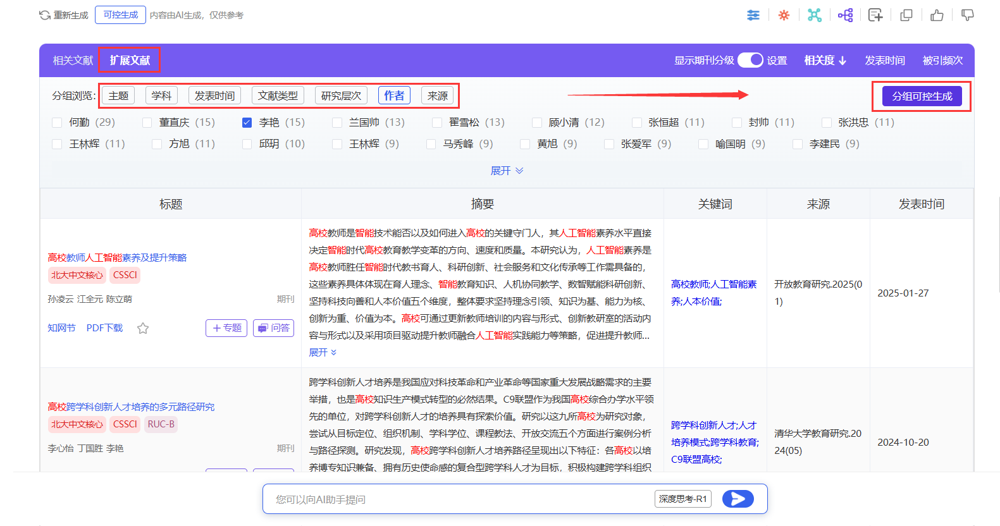 重新生成 可控生成 内容由AI生成，仅供参考
相关文献 扩展文献 显示期刊分级 设置 相关度 发表时间 被引频次
分组浏览: 主题 学科 发表时间 文献类型 研究层次 作者 来源 分组可控生成
何勤 (29) 董直庆 (15) 李艳 (15) 兰国帅 (13) 翟雪松 (13) 顾小清 (12) 张恒超 (11) 封帅 (11) 张洪忠 (11)
王林辉 (11) 方旭 (11) 邱玥 (10) 王林辉 (9) 马秀峰 (9) 黄旭 (9) 张爱军 (9) 喻国明 (9) 李建民 (9)
展开
标题 摘要 关键词 来源 发表时间
高校教师人工智能素养及提升策略
北大中文核心 CSSCI
孙凌云 江全元 陈立萌 期刊
知网节 PDF下载 专题 问答
高校教师是智能技术能否以及如何进入高校的关键守门人，其人工智能素养水平直接
决定智能时代高校教育教学变革的方向、速度和质量。本研究认为，人工智能素养是
高校教师胜任智能时代教书育人、科研创新、社会服务和文化传承等工作需具备的，
这些素养具体体现在育人理念、智能教育知识、人机协同教学、数智赋能科研创新、
坚持科技向善和人本价值五个维度，整体要求坚持理念引领、知识为基、能力为核、
创新为重、价值为本。高校可通过更新教师培训的内容与形式、创新教研室的活动内
容与形式以及采用项目驱动提升教师融合人工智能实践能力等策略，促进提升教师...
展开
高校教师;人工智能素
养;人本价值;
开放教育研究.2025(0
1)
2025-01-27
高校跨学科创新人才培养的多元路径研究
北大中文核心 CSSCI RUC-B
李心怡 丁国胜 李艳 期刊
跨学科创新人才培养是我国应对科技革命和产业革命等国家重大发展战略需求的主要
举措，也是高校知识生产模式转型的必然结果。C9联盟作为我国高校综合办学水平领
先的单位，对跨学科创新人才的培养具有探索价值。研究以这九所高校为研究对象，
尝试从目标定位、组织机制、学科学位、课程教法、开放交流五个方面进行案例分析
与路径探测。研究发现，高校跨学科创新人才培养路径呈现出以下特征：各高校以培
养博专知识兼备、拥有历史使命感的复合型跨学科人才为目标，积极构建跨学科组织
跨学科创新人才;人才
培养模式;跨学科教育;
C9联盟高校;
清华大学教育研究.20
24(05)
2024-10-20
您可以向AI助手提问 深度思考-R1